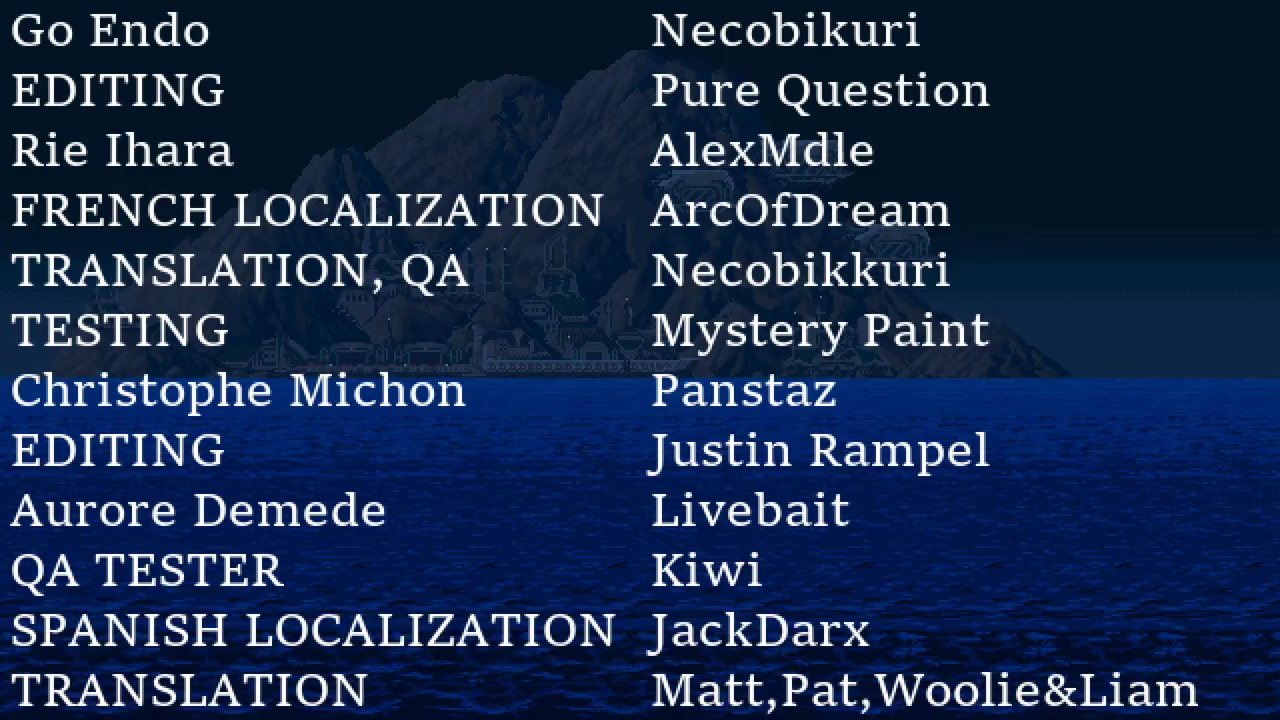 Go Endo
EDITING
Rie Ihara
FRENCH LOCALIZATION
TRANSLATION, QA
TESTING
Christophe Michon
EDITING
Aurore Demede
QA TESTER
SPANISH LOCALIZATION
TRANSLATION
Necobikuri
Pure Question
AlexMdle
ArcOfDream
Necobikkuri
Mystery Paint
Panstaz
Justin Rampel
Livebait
Kiwi
JackDarx
Matt,Pat,Woolie&Liam